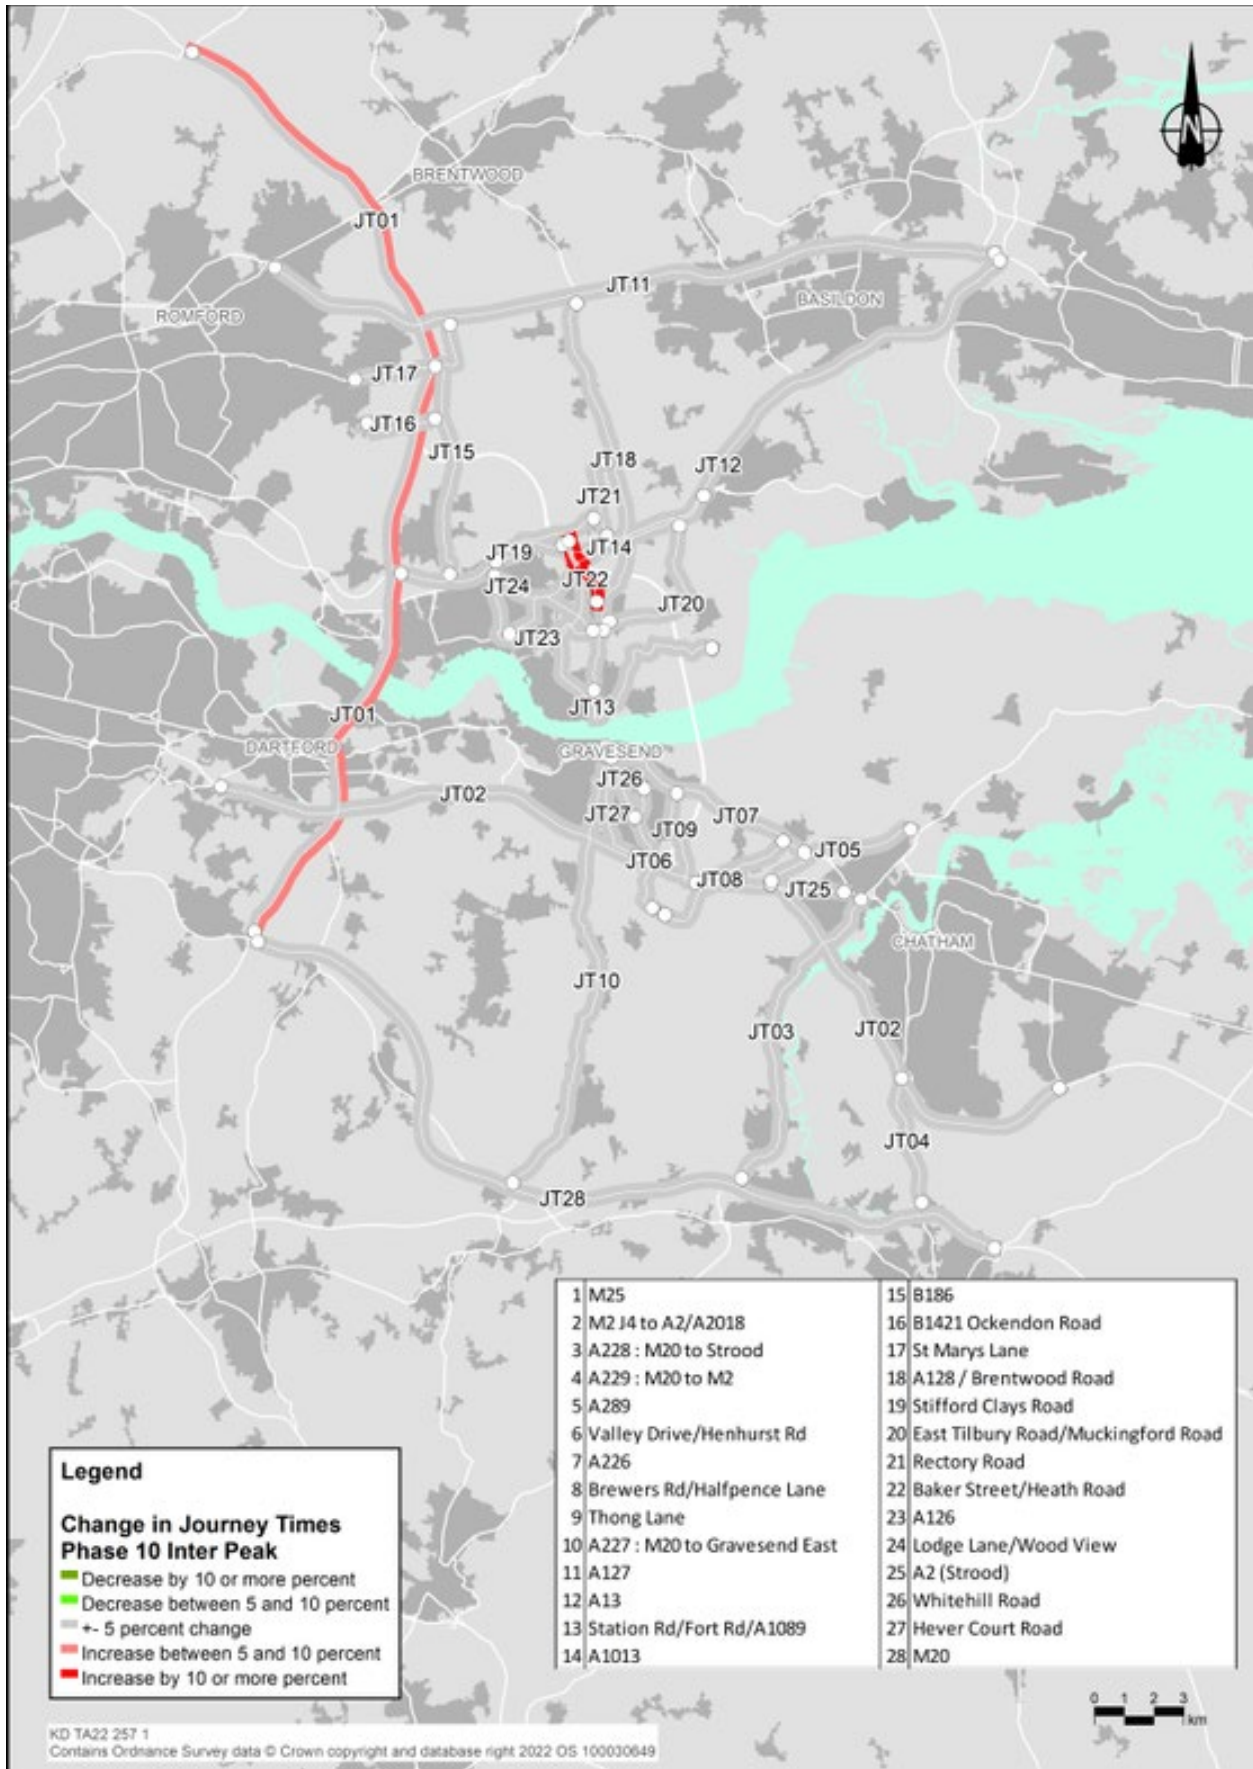 N
BRENTWOOD
JT01
JT11
ROMFORD
BASILDON
JT17
JT16
JT15
JT18
JT12
JT21
JT19
JT14
JT24
JT22
JT20
JT23
JT13
JT01
DARTFORD
GRAVESEND
JT26
JT02
JT27
JT09
JT07
JT06
JT05
JT08
JT25
CHATHAM
JT10
JT03
JT02
JT04
JT28
1 M25
2 M2 J4 to A2/A2018
3 A228 : M20 to Strood
4 A229 : M20 to M2
5 A289
6 Valley Drive/Henhurst Rd
7 A226
8 Brewers Rd/Halfpence Lane
9 Thong Lane
10 A227 : M20 to Gravesend East
11 A127
12 A13
13 Station Rd/Fort Rd/A1089
14 A1013
15 B186
16 B1421 Ockendon Road
17 St Marys Lane
18 A128 / Brentwood Road
19 Stifford Clays Road
20 East Tilbury Road/Muckingford Road
21 Rectory Road
22 Baker Street/Heath Road
23 A126
24 Lodge Lane/Wood View
25 A2 (Strood)
26 Whitehill Road
27 Hever Court Road
28 M20
Legend
Change in Journey Times
Phase 10 Inter Peak
Decrease by 10 or more percent
Decrease between 5 and 10 percent
+- 5 percent change
Increase between 5 and 10 percent
Increase by 10 or more percent
0 1 2 3
km
KD TA22 257 1
Contains Ordnance Survey data © Crown copyright and database right 2022 OS 100030649